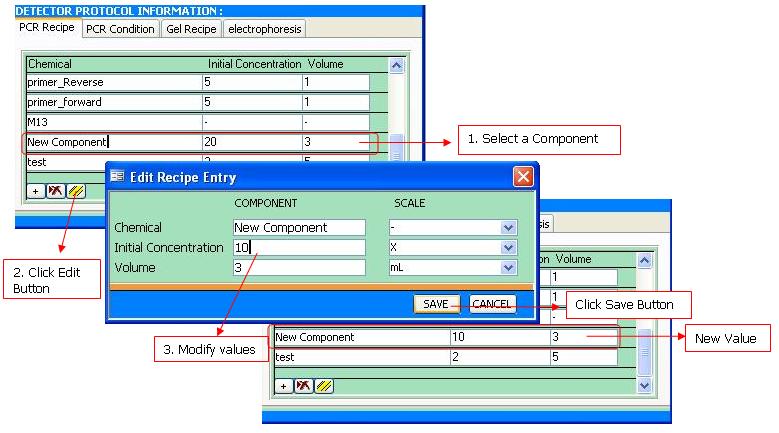 DETECTOR PROTOCOL INFORMATION :
PCR Recipe PCR Condition Gel Recipe electrophoresis
Chemical Initial Concentration Volume
primer_Reverse 5 1
primer_forward 5 1
M13 - -
New Component 20 3
test 2 5
+
1. Select a Component
2. Click Edit
Button
Edit Recipe Entry
COMPONENT SCALE
Chemical New Component -
Initial Concentration 10 X
Volume 3 mL
SAVE CANCEL
3. Modify values
Click Save Button
sis
on Volume
1
1
-
New Component 10 3
test 2 5
+
New Value